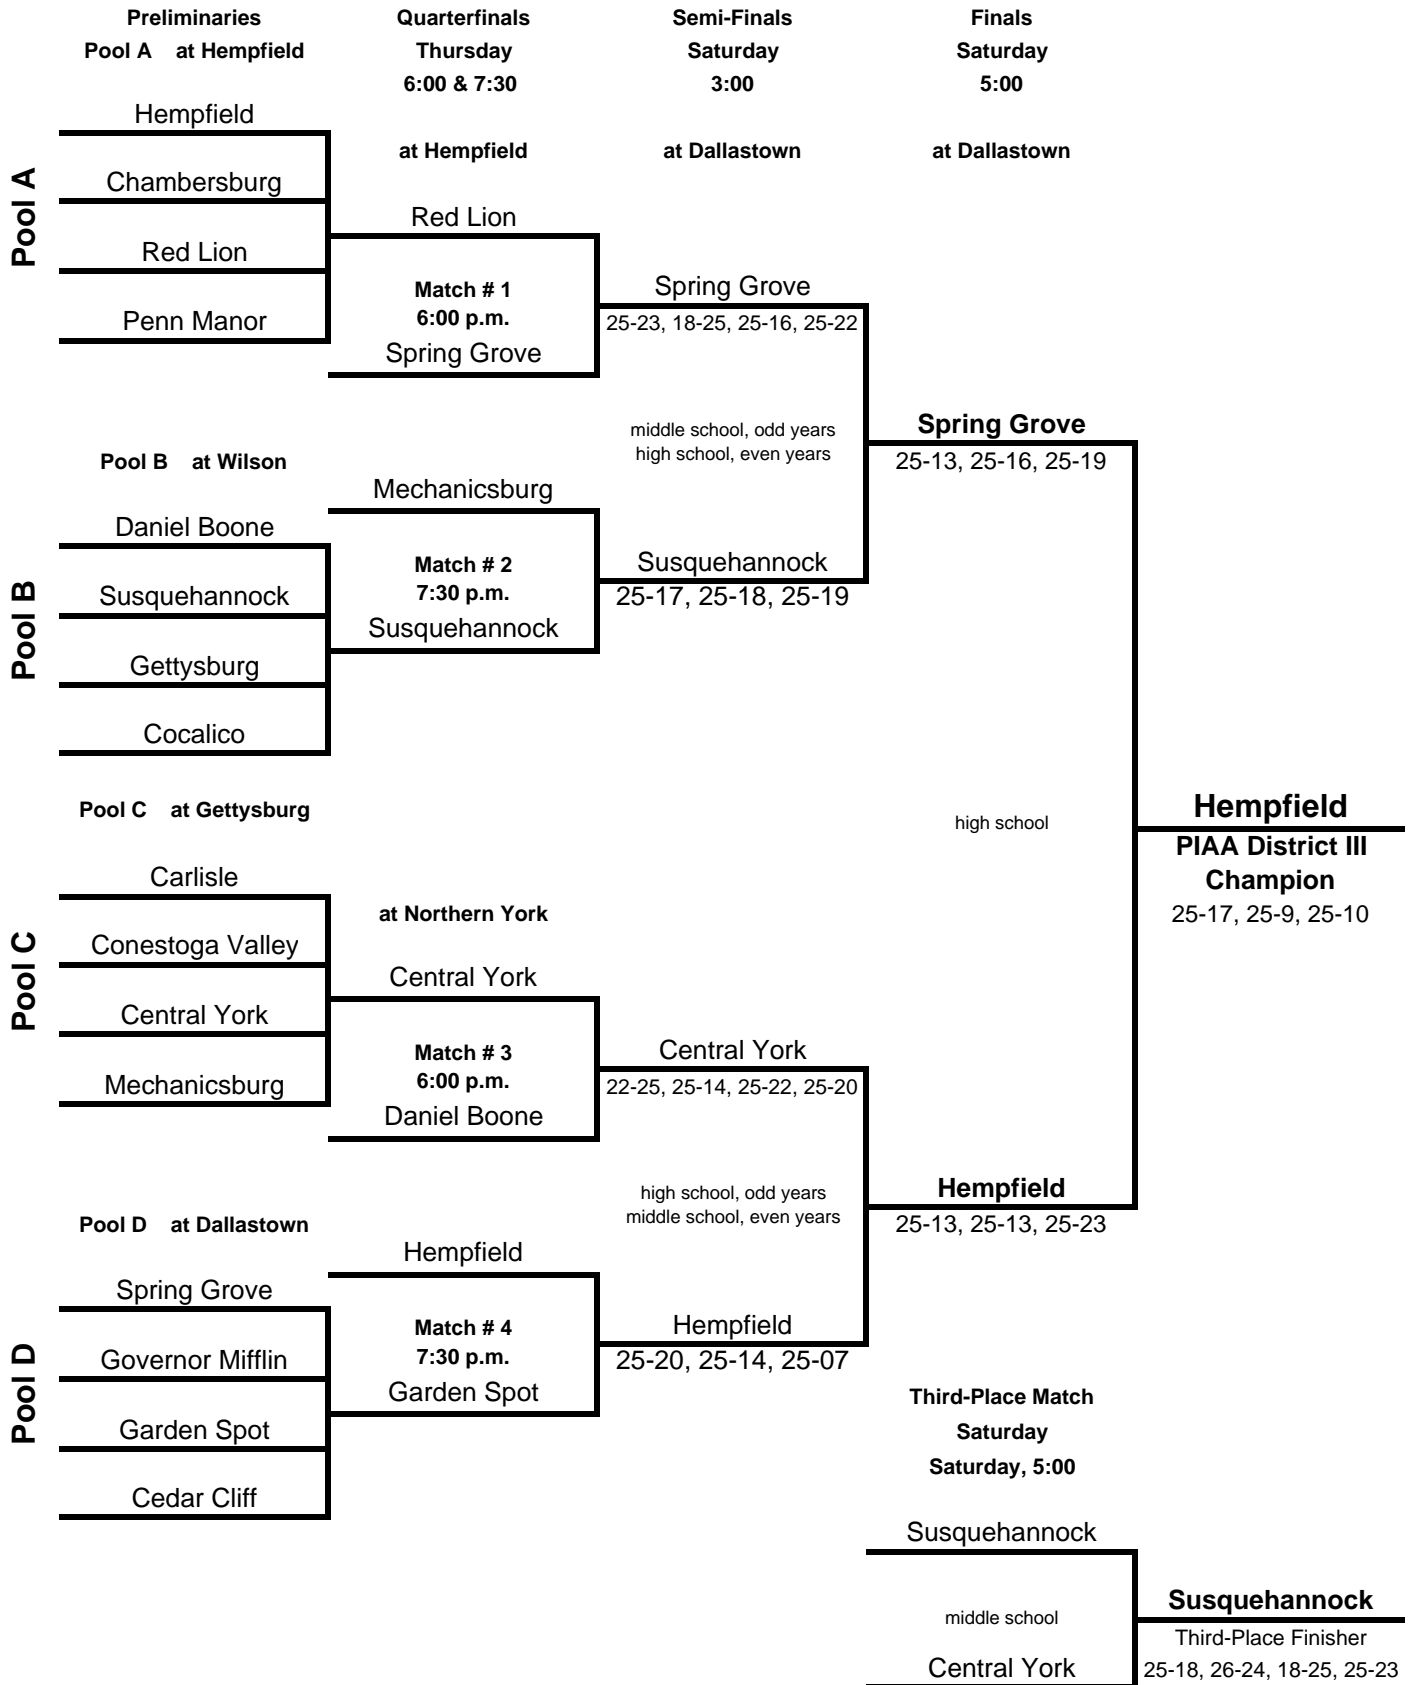 Preliminaries
Quarterfinals
Semi-Finals
Finals
Pool A at Hempfield
Thursday
Saturday
Saturday
6:00 & 7:30
3:00
5:00
at Hempfield
at Dallastown
at Dallastown
Pool A
Hempfield
Chambersburg
Red Lion
Penn Manor
Red Lion
Match # 1
6:00 p.m.
Spring Grove
Spring Grove
25-23, 18-25, 25-16, 25-22
middle school, odd years
high school, even years
Spring Grove
25-13, 25-16, 25-19
Pool B at Wilson
Pool B
Daniel Boone
Susquehannock
Gettysburg
Cocalico
Mechanicsburg
Match # 2
7:30 p.m.
Susquehannock
Susquehannock
25-17, 25-18, 25-19
high school
Hempfield
PIAA District III
Champion
25-17, 25-9, 25-10
Pool C at Gettysburg
Pool C
Carlisle
Conestoga Valley
Central York
Mechanicsburg
at Northern York
Central York
Match # 3
6:00 p.m.
Daniel Boone
Central York
22-25, 25-14, 25-22, 25-20
high school, odd years
middle school, even years
Hempfield
25-13, 25-13, 25-23
Pool D at Dallastown
Pool D
Spring Grove
Governor Mifflin
Garden Spot
Cedar Cliff
Hempfield
Match # 4
7:30 p.m.
Garden Spot
Hempfield
25-20, 25-14, 25-07
Third-Place Match
Saturday
Saturday, 5:00
Susquehannock
middle school
Central York
Susquehannock
Third-Place Finisher
25-18, 26-24, 18-25, 25-23